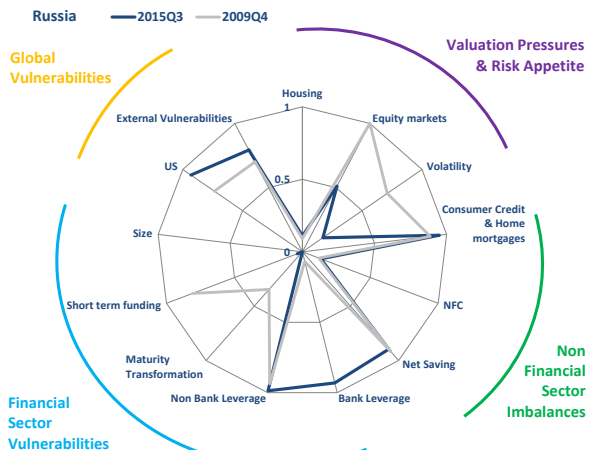 Russia
2015Q3
2009Q4
Global
Vulnerabilities
Valuation Pressures
& Risk Appetite
Housing
1
External Vulnerabilities
Equity markets
US
Volatility
0.5
Consumer Credit
& Home
mortgages
Size
0
Short term funding
NFC
Maturity
Transformation
Net Saving
Non Bank Leverage
Bank Leverage
Non
Financial
Sector
Imbalances
Financial
Sector
Vulnerabilities